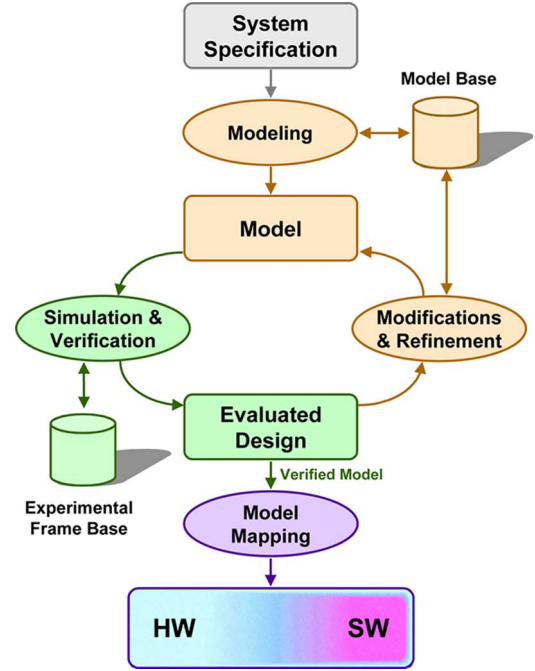 System
Specification
Model Base
Modeling
Model
Simulation &
Verification
Modifications
& Refinement
Evaluated
Design
Verified Model
Experimental
Frame Base
Model
Mapping
HW
SW